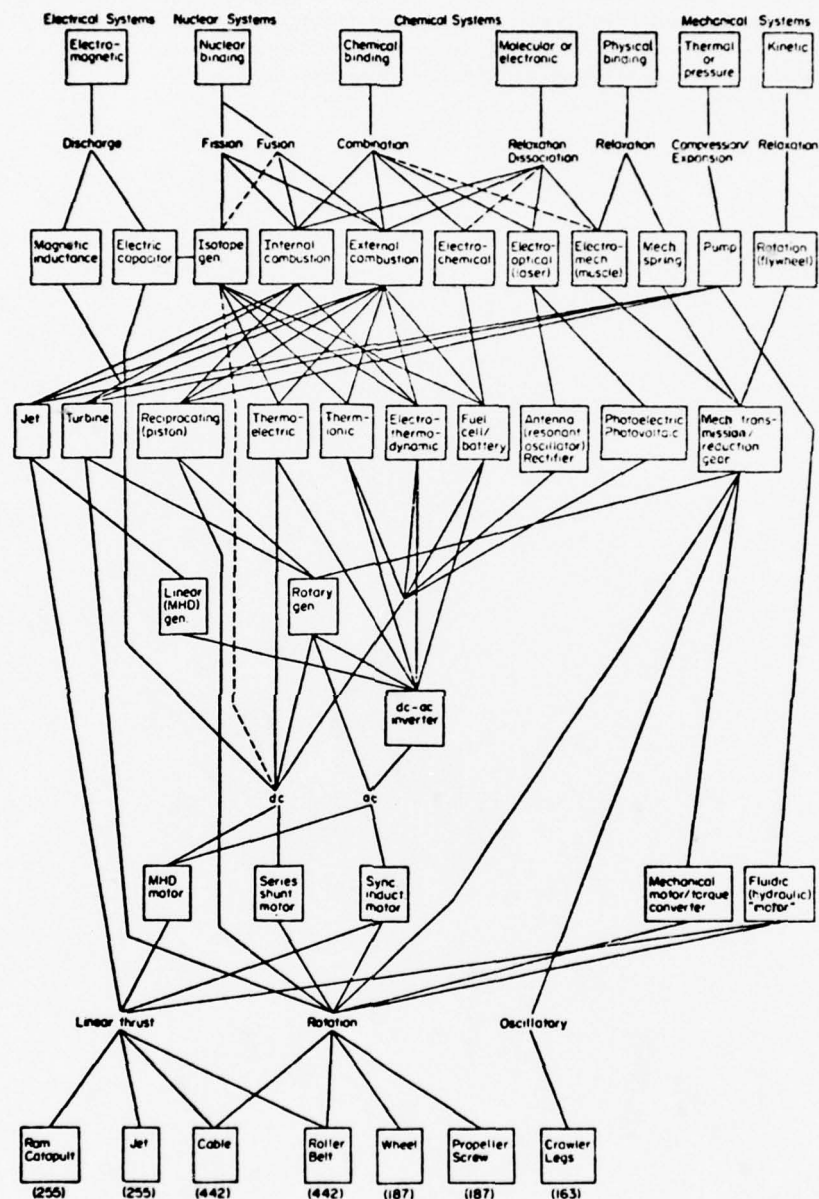 Electrical Systems Nuclear Systems Chemical Systems Mechanical Systems
Electro-
magnetic
Nuclear
binding
Chemical
binding
Molecular or
electronic
Physical
binding
Thermal
or
pressure
Kinetic
Discharge
Fission
Fusion
Combination
Relaxation
Dissociation
Relaxation
Compression/
Expansion
Relaxation
Magnetic
inductance
Electric
capacitor
Isotope
gen.
Internal
combustion
External
combustion
Electro-
chemical
Electro-
optical
(laser)
Electro-
mech
(muscle)
Mech
spring
Pump
Rotation
(flywheel)
Jet
Turbine
Reciprocating
(piston)
Thermo-
electric
Therm-
ionic
Electro-
thermo-
dynamic
Fuel
cell/
battery
Antenna
(resonant
oscillator)
Rectifier
Photoelectric
Photovoltaic
Mech trans-
mission/
reduction
gear
Linear
(MHD)
gen.
Rotary
gen
dc-ac
inverter
dc
ac
MHD
motor
Series
shunt
motor
Sync
induct.
motor
Mechanical
motor/torque
converter
Fluidic
(hydraulic)
"motor"
Linear thrust
Rotation
Oscillatory
Ram
Catapult
Jet
Cable
Roller
Belt
Wheel
Propeller
Screw
Crawler
Legs
(255) (255) (442) (442) (187) (187) (163)